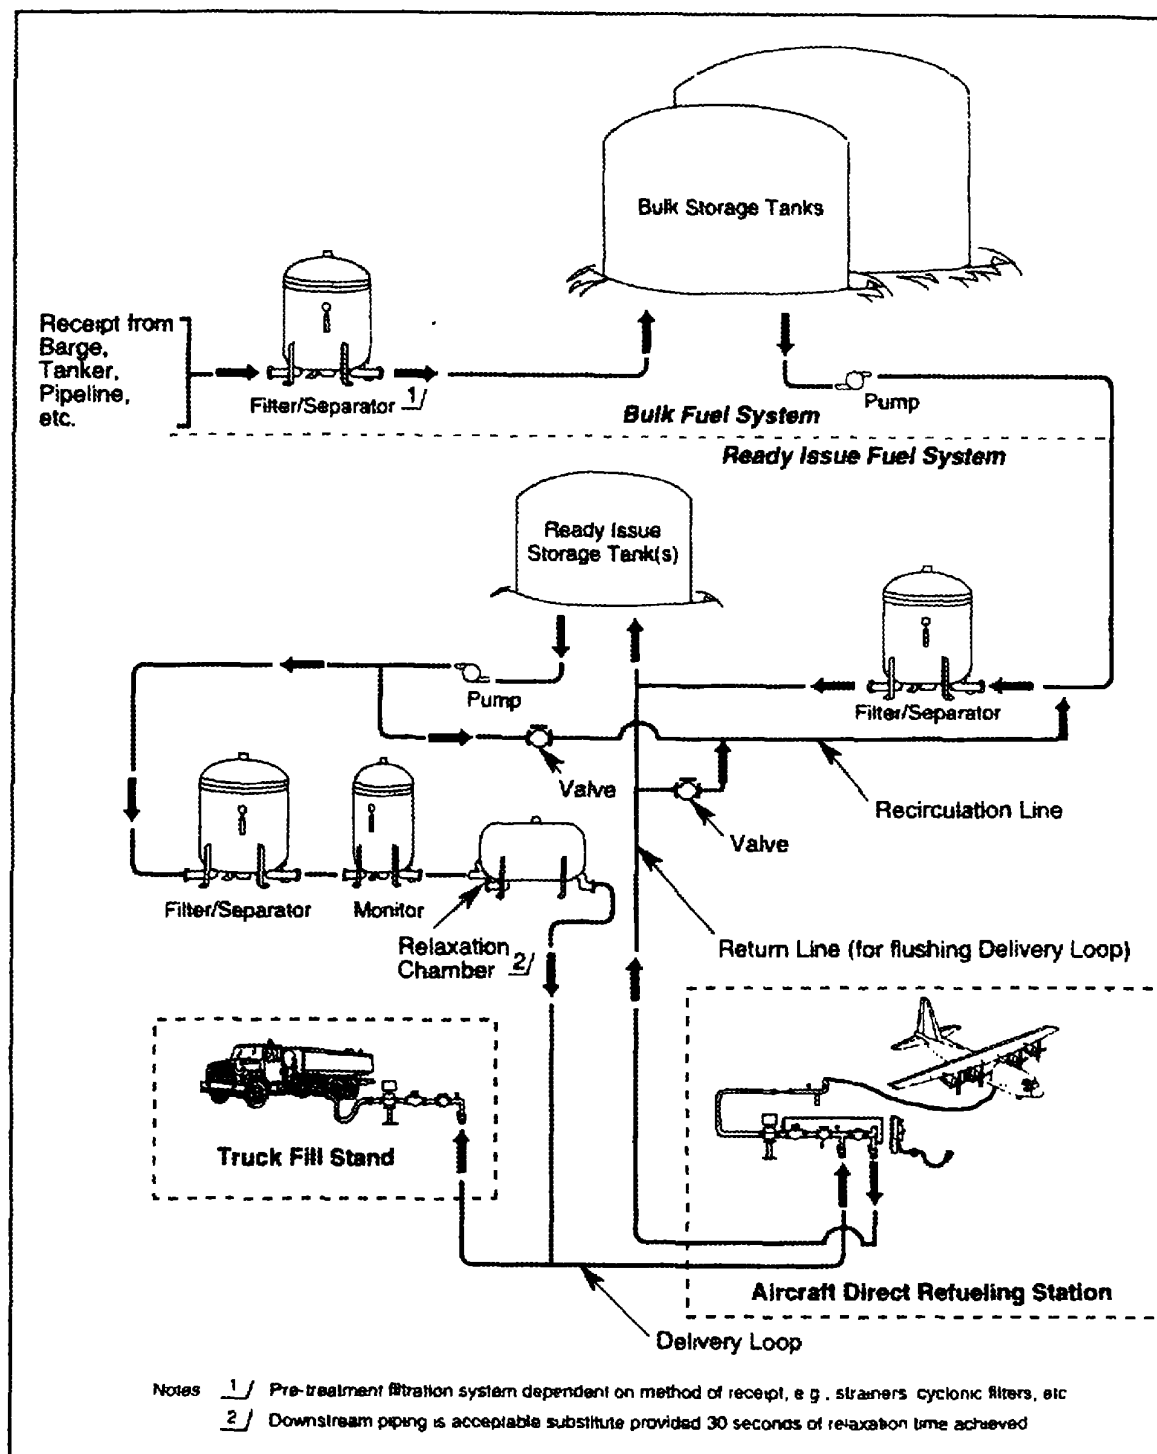 Bulk Storage Tanks
Receipt from
Barge,
Tanker,
Pipeline,
etc.
Filter/Separator 1/
Pump
Bulk Fuel System
Ready Issue Fuel System
Ready Issue
Storage Tank(s)
Pump
Filter/Separator
Valve
Recirculation Line
Valve
Filter/Separator
Monitor
Relaxation
Chamber 2/
Return Line (for flushing Delivery Loop)
Truck Fill Stand
Aircraft Direct Refueling Station
Delivery Loop
Notes 1/ Pre-treatment filtration system dependent on method of receipt, e g , strainers cyclonic filters, etc
2/ Downstream piping is acceptable substitute provided 30 seconds of relaxation time achieved